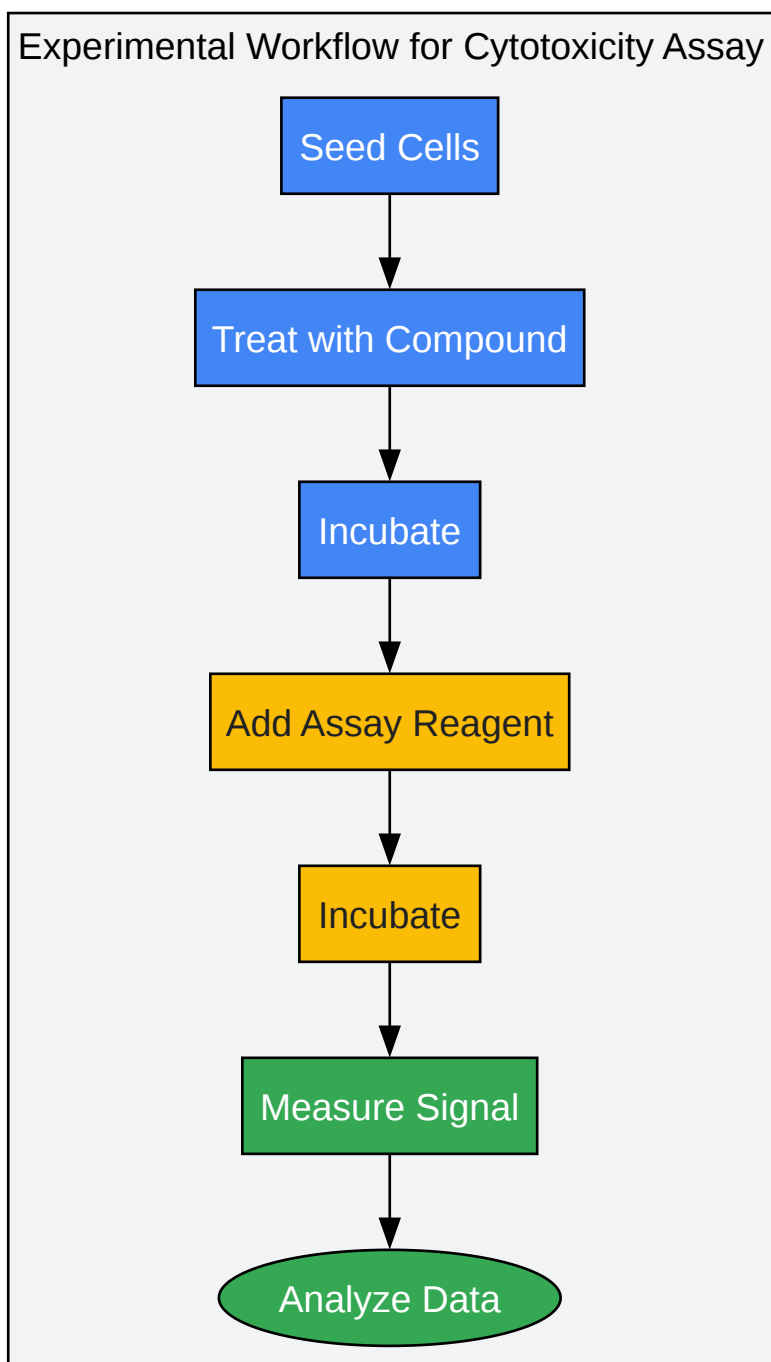 Experimental Workflow for Cytotoxicity Assay
Seed Cells
Treat with Compound
Incubate
Add Assay Reagent
Incubate
Measure Signal
Analyze Data